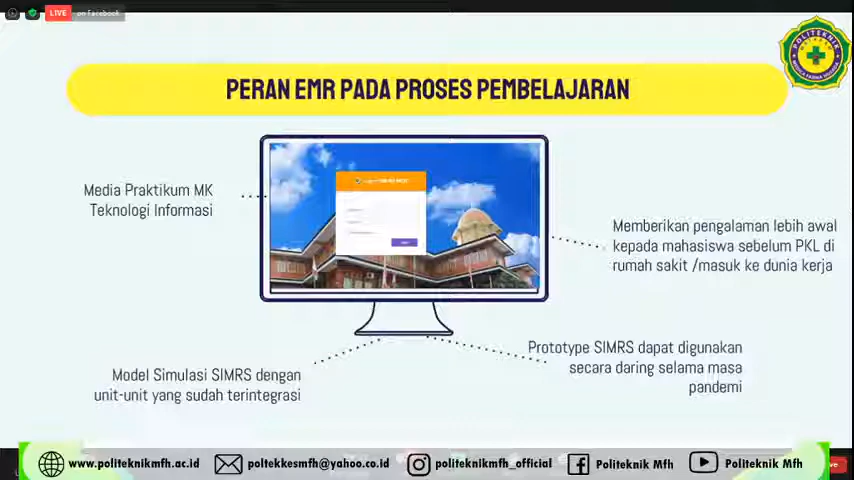 LIVE
on Facebook
POLITEKNIK
PERAN EMR PADA PROSES PEMBELAJARAN
Media Praktikum MK
Teknologi Informasi
Memberikan pengalaman lebih awal
kepada mahasiswa sebelum PKL di
rumah sakit /masuk ke dunia kerja
Prototype SIMRS dapat digunakan
secara daring selama masa
pandemi
Model Simulasi SIMRS dengan
unit-unit yang sudah terintegrasi
www.politeknikmfh.ac.id
poltekkesmfh@yahoo.co.id
politeknikmfh_official
Politeknik Mfh
Politeknik Mfh